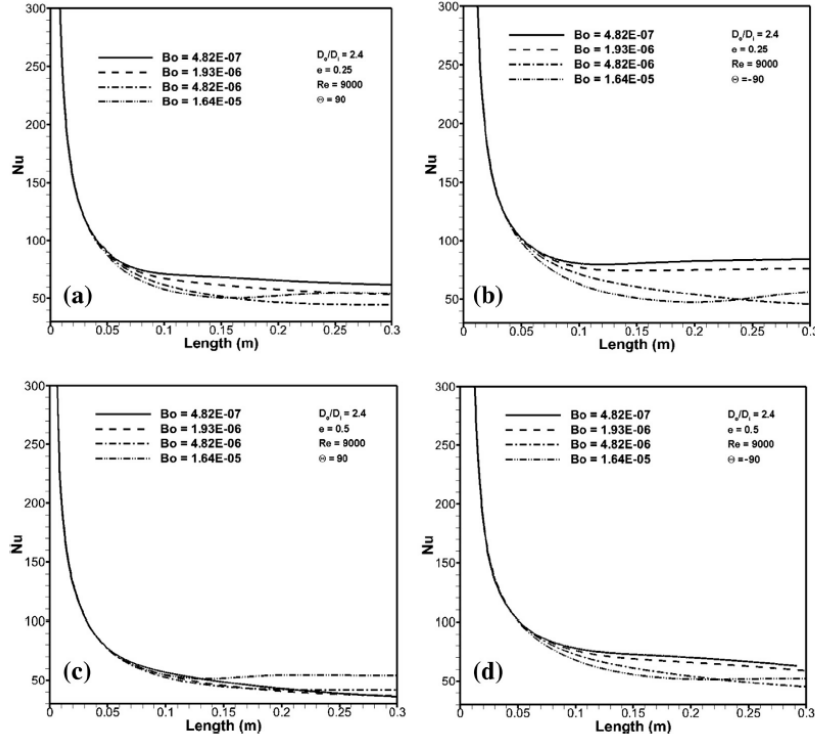 300
250
200
150
100
50
Nu
Bo = 4.82E-07
Bo = 1.93E-06
Bo = 4.82E-06
Bo = 1.64E-05
Dₒ/Dᵢ = 2.4
e = 0.25
Re = 9000
Θ = 90
(a)
0 0.05 0.1 0.15 0.2 0.25 0.3
Length (m)
300
250
200
150
100
50
Nu
Bo = 4.82E-07
Bo = 1.93E-06
Bo = 4.82E-06
Bo = 1.64E-05
Dₒ/Dᵢ = 2.4
e = 0.25
Re = 9000
Θ =-90
(b)
0 0.05 0.1 0.15 0.2 0.25 0.3
Length (m)
300
250
200
150
100
50
Nu
Bo = 4.82E-07
Bo = 1.93E-06
Bo = 4.82E-06
Bo = 1.64E-05
Dₒ/Dᵢ = 2.4
e = 0.5
Re = 9000
Θ = 90
(c)
0 0.05 0.1 0.15 0.2 0.25 0.3
Length (m)
300
250
200
150
100
50
Nu
Bo = 4.82E-07
Bo = 1.93E-06
Bo = 4.82E-06
Bo = 1.64E-05
Dₒ/Dᵢ = 2.4
e = 0.5
Re = 9000
Θ =-90
(d)
0 0.05 0.1 0.15 0.2 0.25 0.3
Length (m)